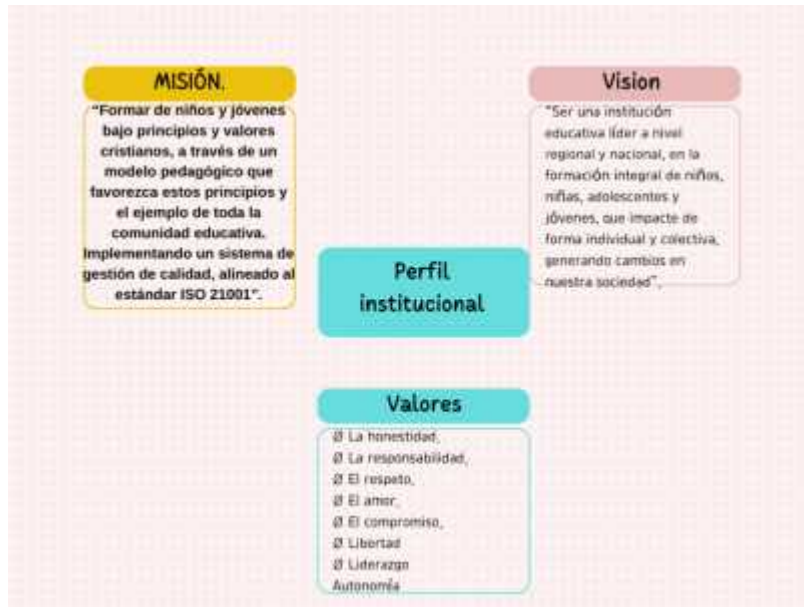 MISIÓN.
“Formar de niños y jóvenes
bajo principios y valores
cristianos, a través de un
modelo pedagógico que
favorezca estos principios y
el ejemplo de toda la
comunidad educativa.
Implementando un sistema de
gestión de calidad, alineado al
estándar ISO 21001”.
Vision
“Ser una institución
educativa líder a nivel
regional y nacional, en la
formación integral de niños,
niñas, adolescentes y
jóvenes, que impacte de
forma individual y colectiva,
generando cambios en
nuestra sociedad”.
Perfil
institucional
Valores
Ø La honestidad,
Ø La responsabilidad,
Ø El respeto,
Ø El amor,
Ø El compromiso,
Ø Libertad
Ø Liderazgo
Autonomía